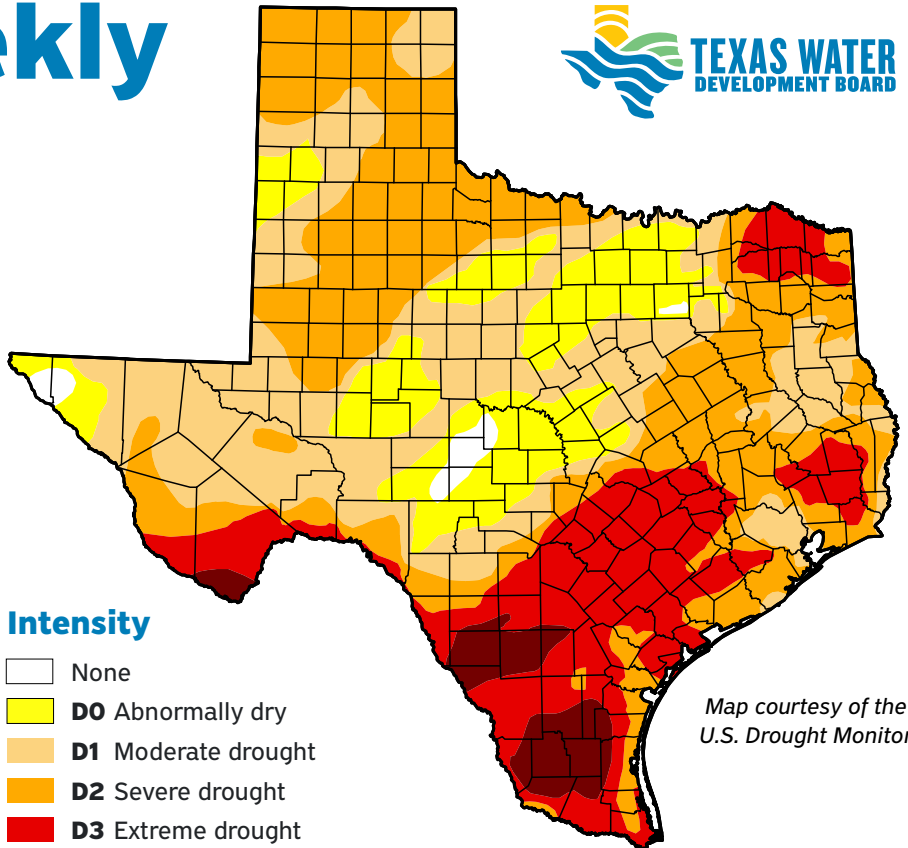 ekly
TEXAS WATER
DEVELOPMENT BOARD
Intensity
None
D0 Abnormally dry
D1 Moderate drought
D2 Severe drought
D3 Extreme drought
Map courtesy of the
U.S. Drought Monitor